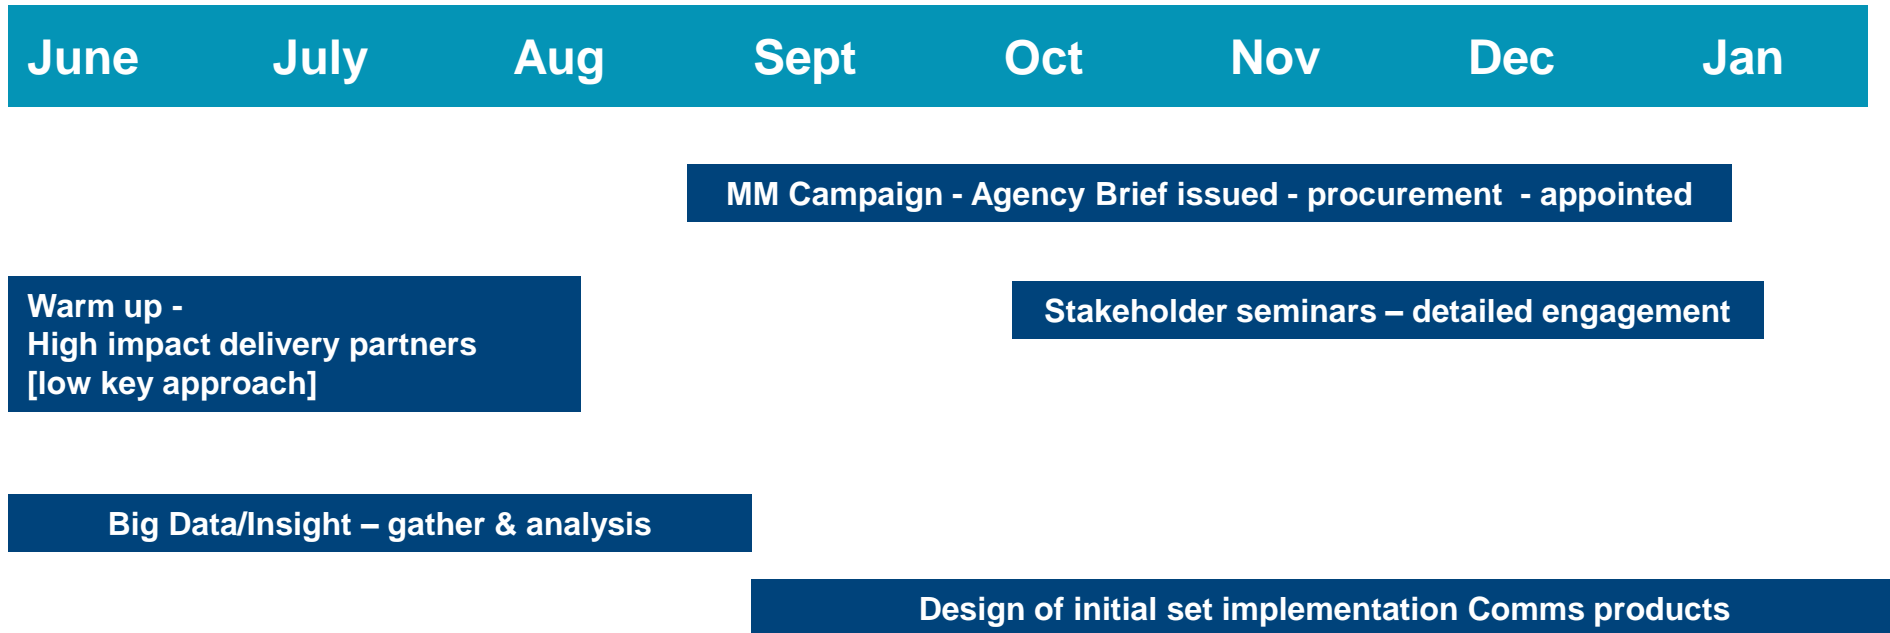 June July Aug Sept Oct Nov Dec Jan
MM Campaign - Agency Brief issued - procurement  - appointed
Warm up -
High impact delivery partners
[low key approach]
Stakeholder seminars – detailed engagement
Big Data/Insight – gather & analysis
Design of initial set implementation Comms products